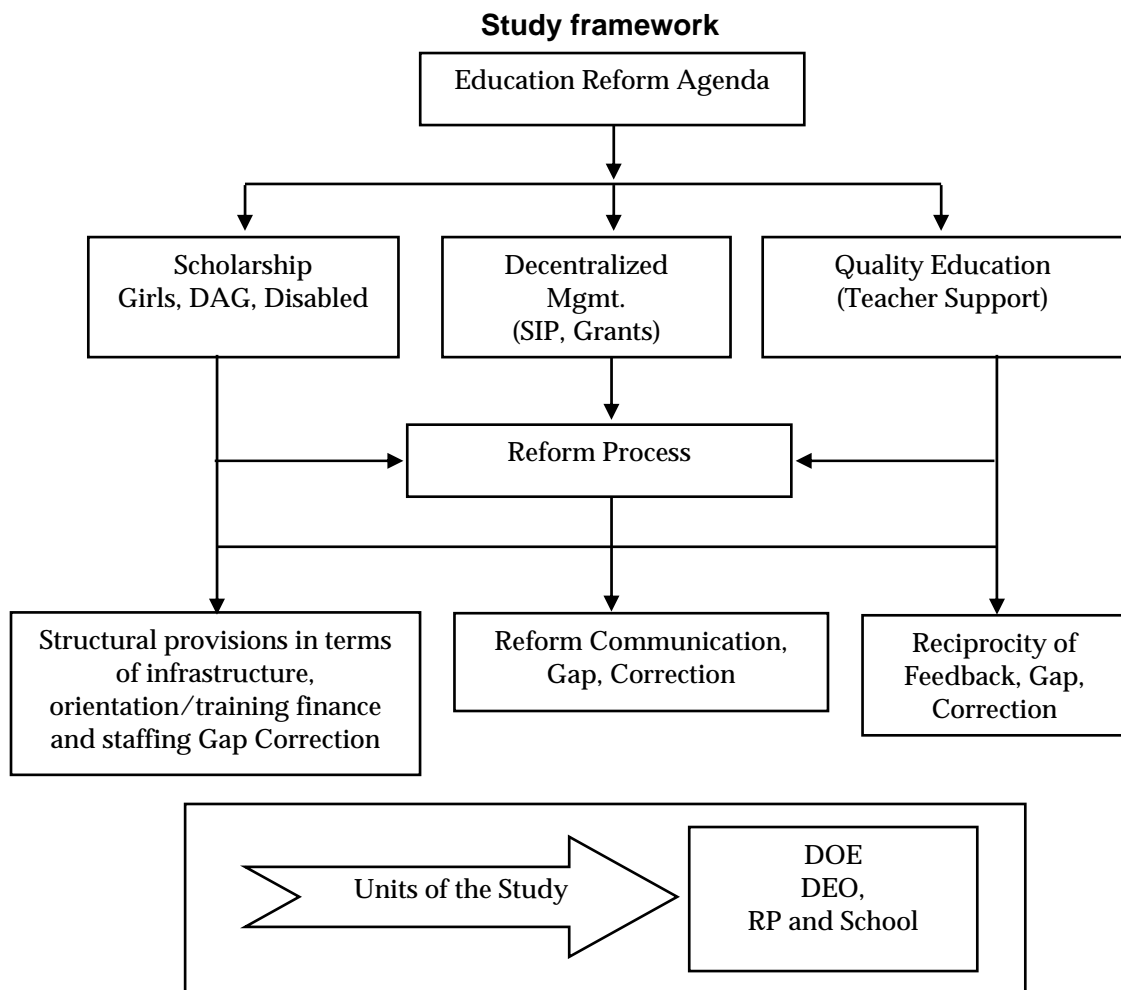 Study framework
Education Reform Agenda
Scholarship
Girls, DAG, Disabled
Decentralized
Mgmt.
(SIP, Grants)
Quality Education
(Teacher Support)
Reform Process
Structural provisions in terms
of infrastructure,
orientation/training finance
and staffing Gap Correction
Reform Communication,
Gap, Correction
Reciprocity of
Feedback, Gap,
Correction
Units of the Study
DOE
DEO,
RP and School